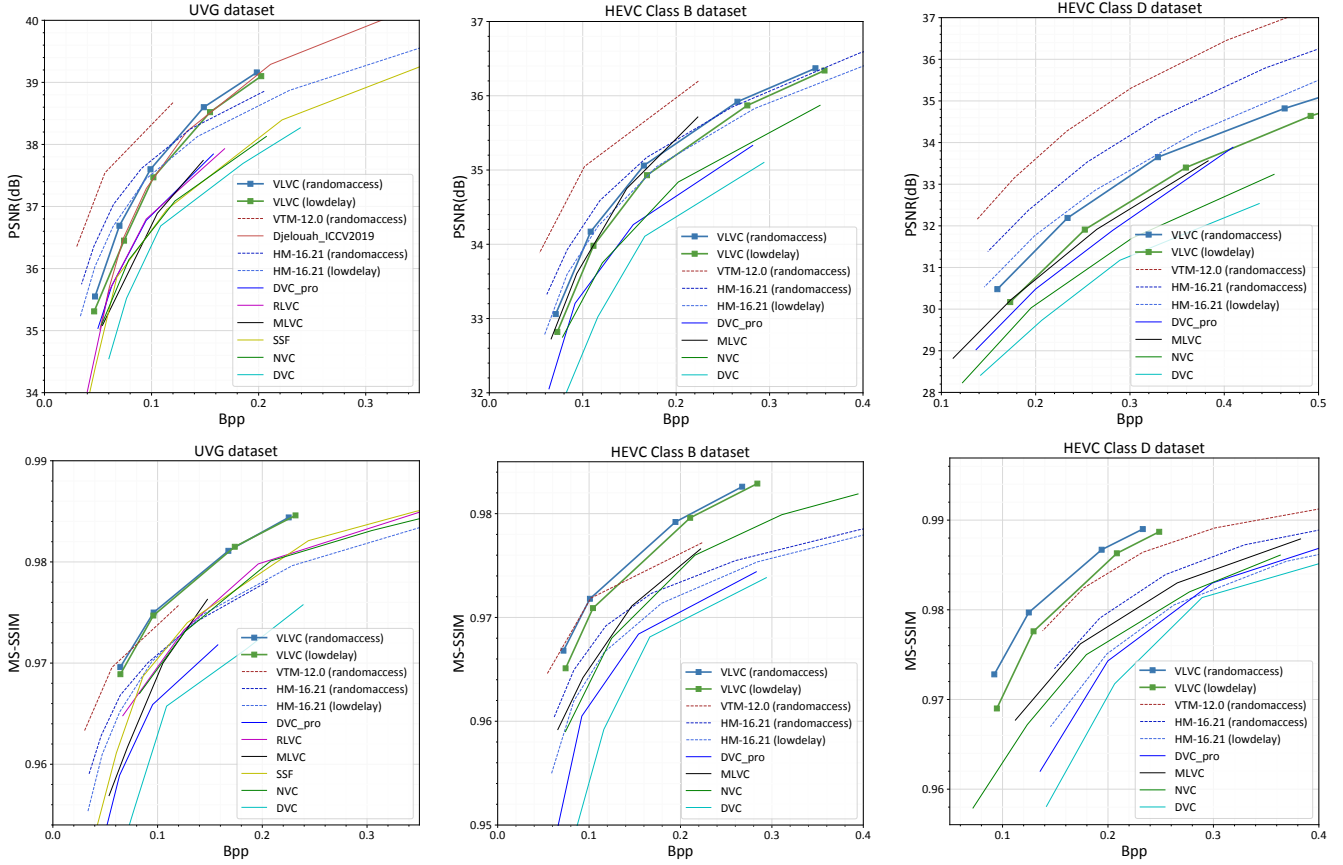 UVG dataset
40
39
38
37
36
35
34
PSNR(dB)
0.0
0.1
0.2
0.3
Bpp
VLVC (randomaccess)
VLVC (lowdelay)
VTM-12.0 (randomaccess)
Djelouah_ICCV2019
HM-16.21 (randomaccess)
HM-16.21 (lowdelay)
DVC_pro
RLVC
MLVC
SSF
NVC
DVC
HEVC Class B dataset
37
36
35
34
33
32
PSNR(dB)
0.0
0.1
0.2
0.3
0.4
Bpp
VLVC (randomaccess)
VLVC (lowdelay)
VTM-12.0 (randomaccess)
HM-16.21 (randomaccess)
HM-16.21 (lowdelay)
DVC_pro
MLVC
NVC
DVC
HEVC Class D dataset
37
36
35
34
33
32
31
30
29
28
PSNR(dB)
0.1
0.2
0.3
0.4
0.5
Bpp
VLVC (randomaccess)
VLVC (lowdelay)
VTM-12.0 (randomaccess)
HM-16.21 (randomaccess)
HM-16.21 (lowdelay)
DVC_pro
MLVC
NVC
DVC
UVG dataset
0.99
0.98
0.97
0.96
MS-SSIM
0.0
0.1
0.2
0.3
Bpp
VLVC (randomaccess)
VLVC (lowdelay)
VTM-12.0 (randomaccess)
HM-16.21 (randomaccess)
HM-16.21 (lowdelay)
DVC_pro
RLVC
MLVC
SSF
NVC
DVC
HEVC Class B dataset
0.98
0.97
0.96
0.95
MS-SSIM
0.0
0.1
0.2
0.3
0.4
Bpp
VLVC (randomaccess)
VLVC (lowdelay)
VTM-12.0 (randomaccess)
HM-16.21 (randomaccess)
HM-16.21 (lowdelay)
DVC_pro
MLVC
NVC
DVC
HEVC Class D dataset
0.99
0.98
0.97
0.96
MS-SSIM
0.1
0.2
0.3
0.4
Bpp
VLVC (randomaccess)
VLVC (lowdelay)
VTM-12.0 (randomaccess)
HM-16.21 (randomaccess)
HM-16.21 (lowdelay)
DVC_pro
MLVC
NVC
DVC